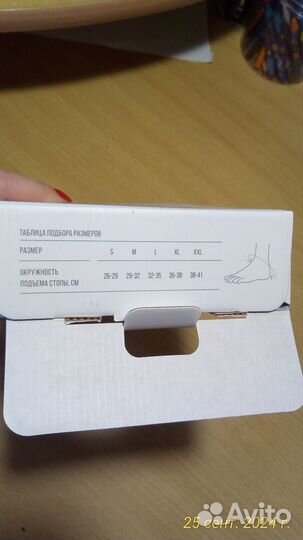 ТАБЛИЦА ПОДБОРА РАЗМЕРОВ
РАЗМЕР S M L XL XXL
ОКРУЖНОСТЬ
ПОДЪЕМА СТОПЫ, СМ 26-29 29-32 32-35 35-38 38-41
25 сент. 2024 г.
Avito